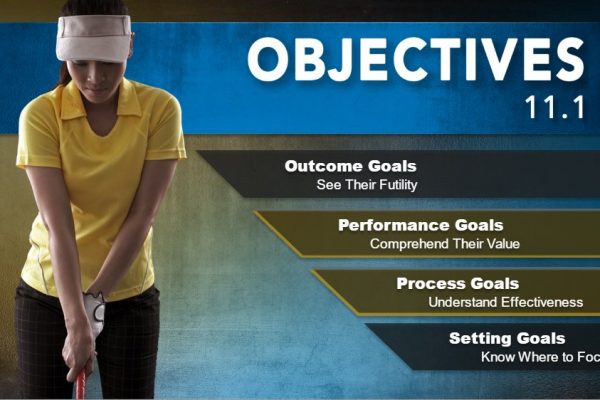 OBJECTIVES
11.1
Outcome Goals
See Their Futility
Performance Goals
Comprehend Their Value
Process Goals
Understand Effectiveness
Setting Goals
Know Where to Foc